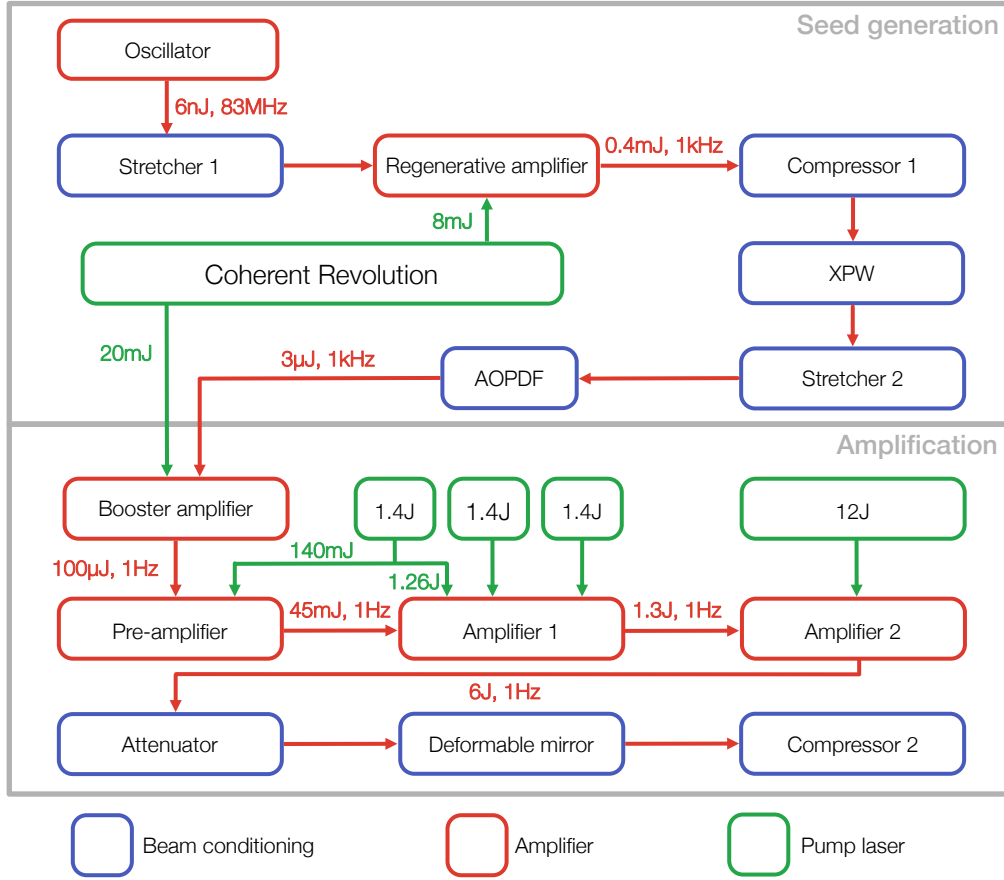 Seed generation
Oscillator
6nJ, 83MHz
Stretcher 1
Regenerative amplifier
0.4mJ, 1kHz
Compressor 1
8mJ
Coherent Revolution
XPW
20mJ
3µJ, 1kHz
AOPDF
Stretcher 2
Amplification
Booster amplifier
1.4J
1.4J
1.4J
12J
100µJ, 1Hz
140mJ
1.26J
Pre-amplifier
45mJ, 1Hz
Amplifier 1
1.3J, 1Hz
Amplifier 2
6J, 1Hz
Attenuator
Deformable mirror
Compressor 2
Beam conditioning
Amplifier
Pump laser